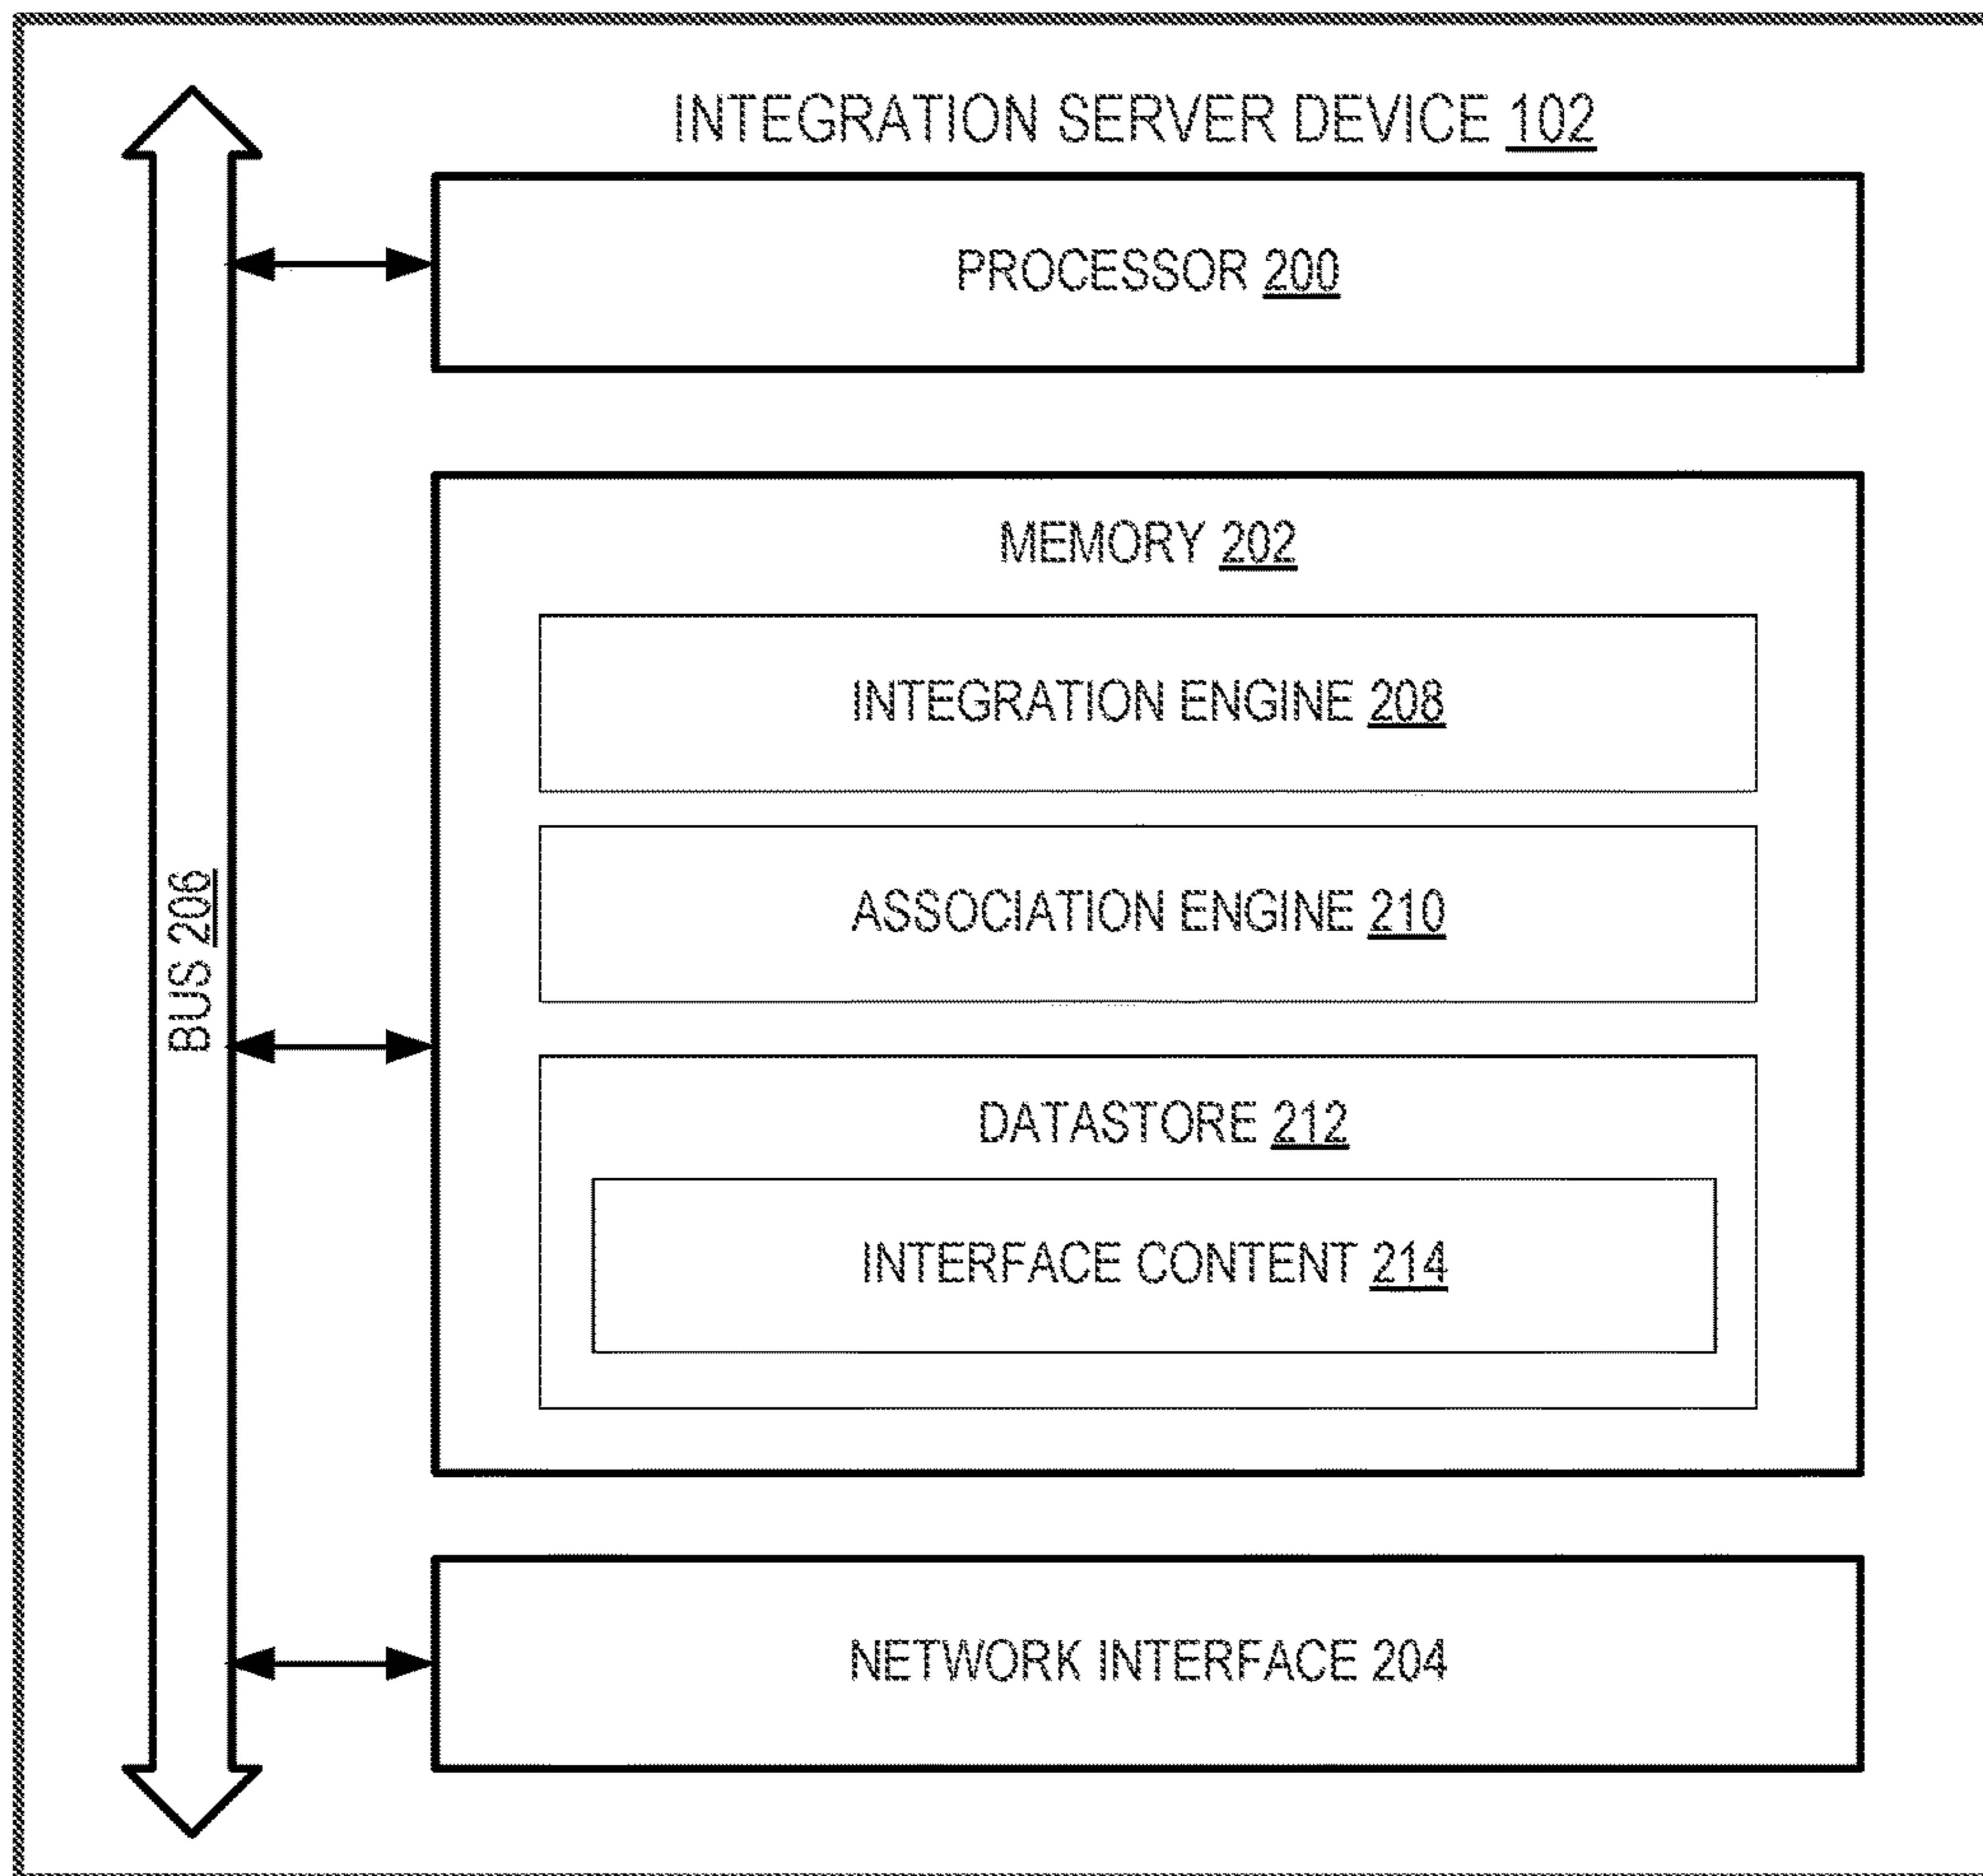 INTEGRATION SERVER DEVICE 102
PROCESSOR 200
MEMORY 202
INTEGRATION ENGINE 208
ASSOCIATION ENGINE 210
BUS 206
DATASTORE 212
INTERFACE CONTENT 214
NETWORK INTERFACE 204